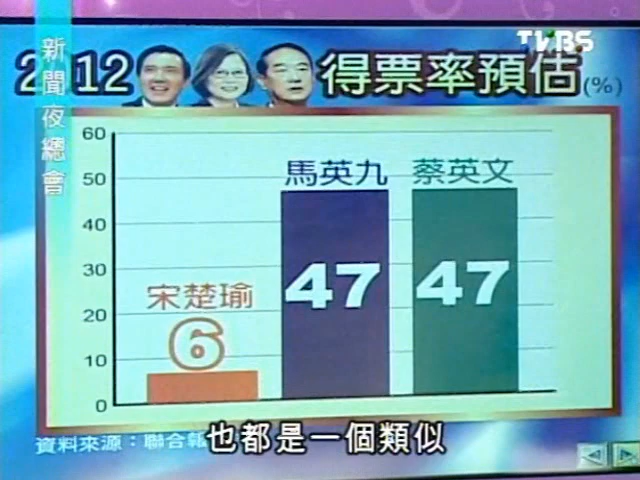 TVBS
新聞夜總會
2012 得票率預估(%)
60
50
40
30
20
10
0
宋楚瑜
6
馬英九
47
蔡英文
47
資料來源：聯合報
也都是一個類似